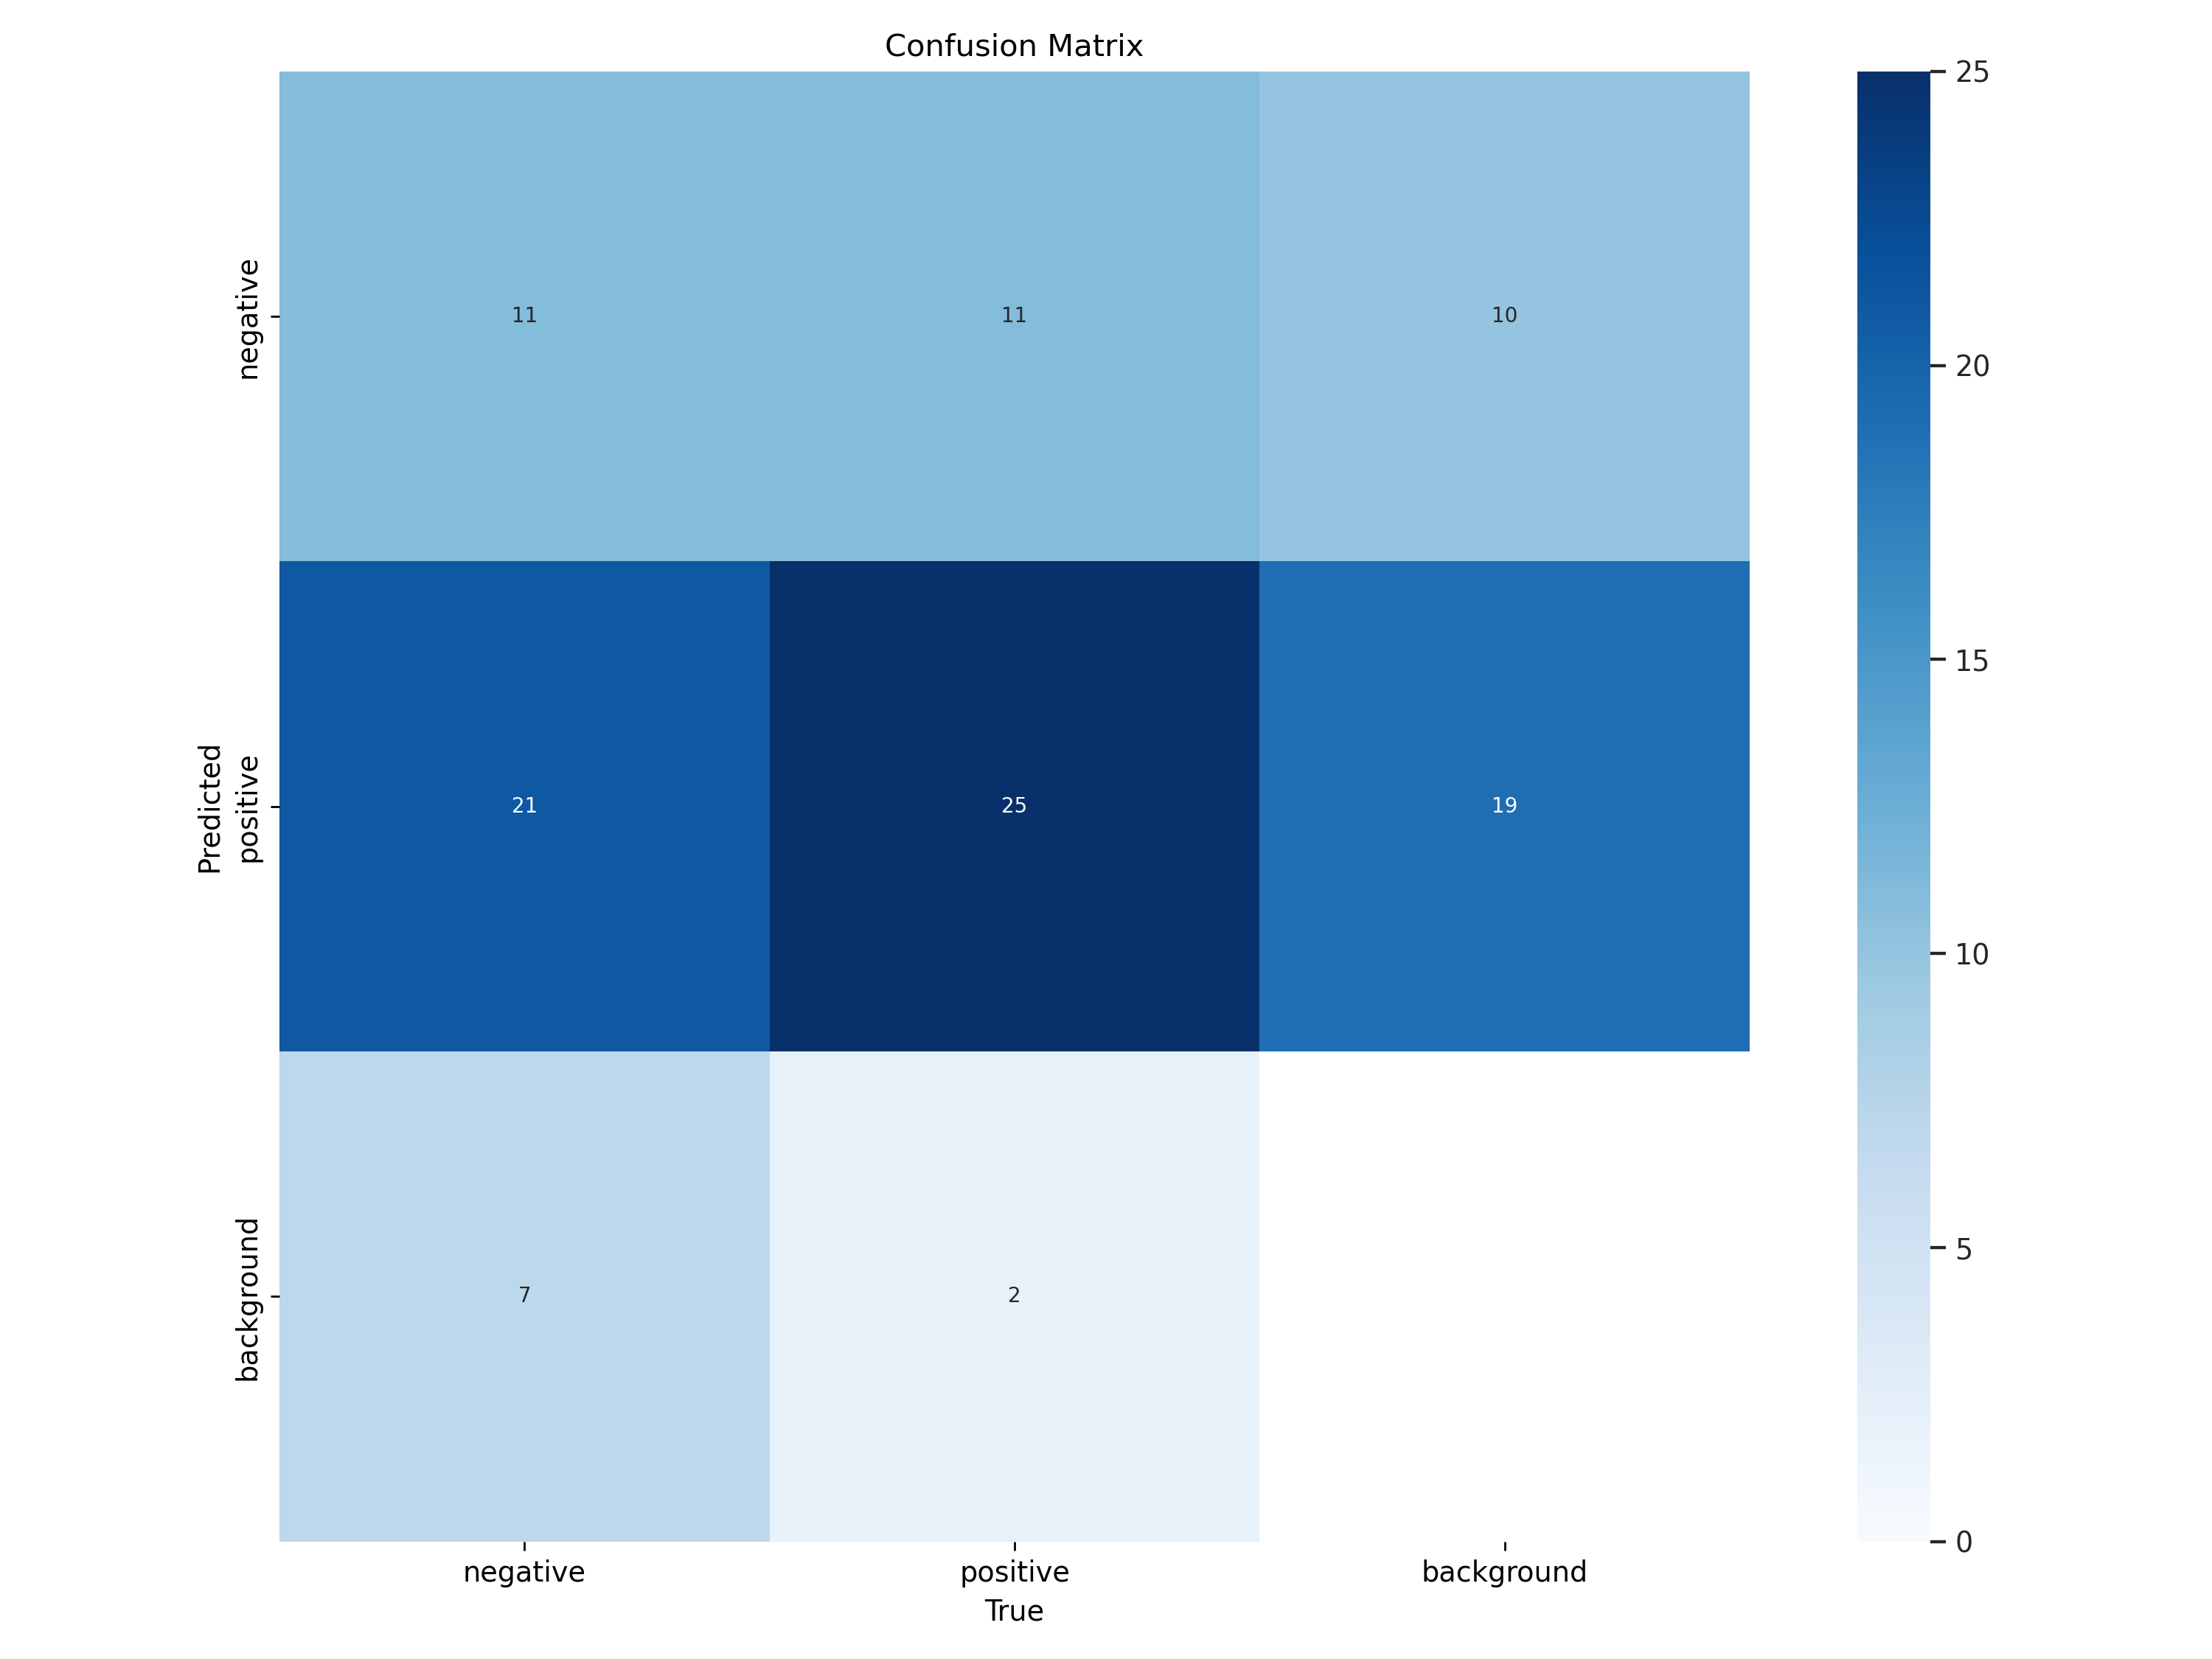 Confusion Matrix
25
20
15
10
5
0
negative
11
11
10
Predicted
positive
21
25
19
background
7
2
negative
positive
background
True